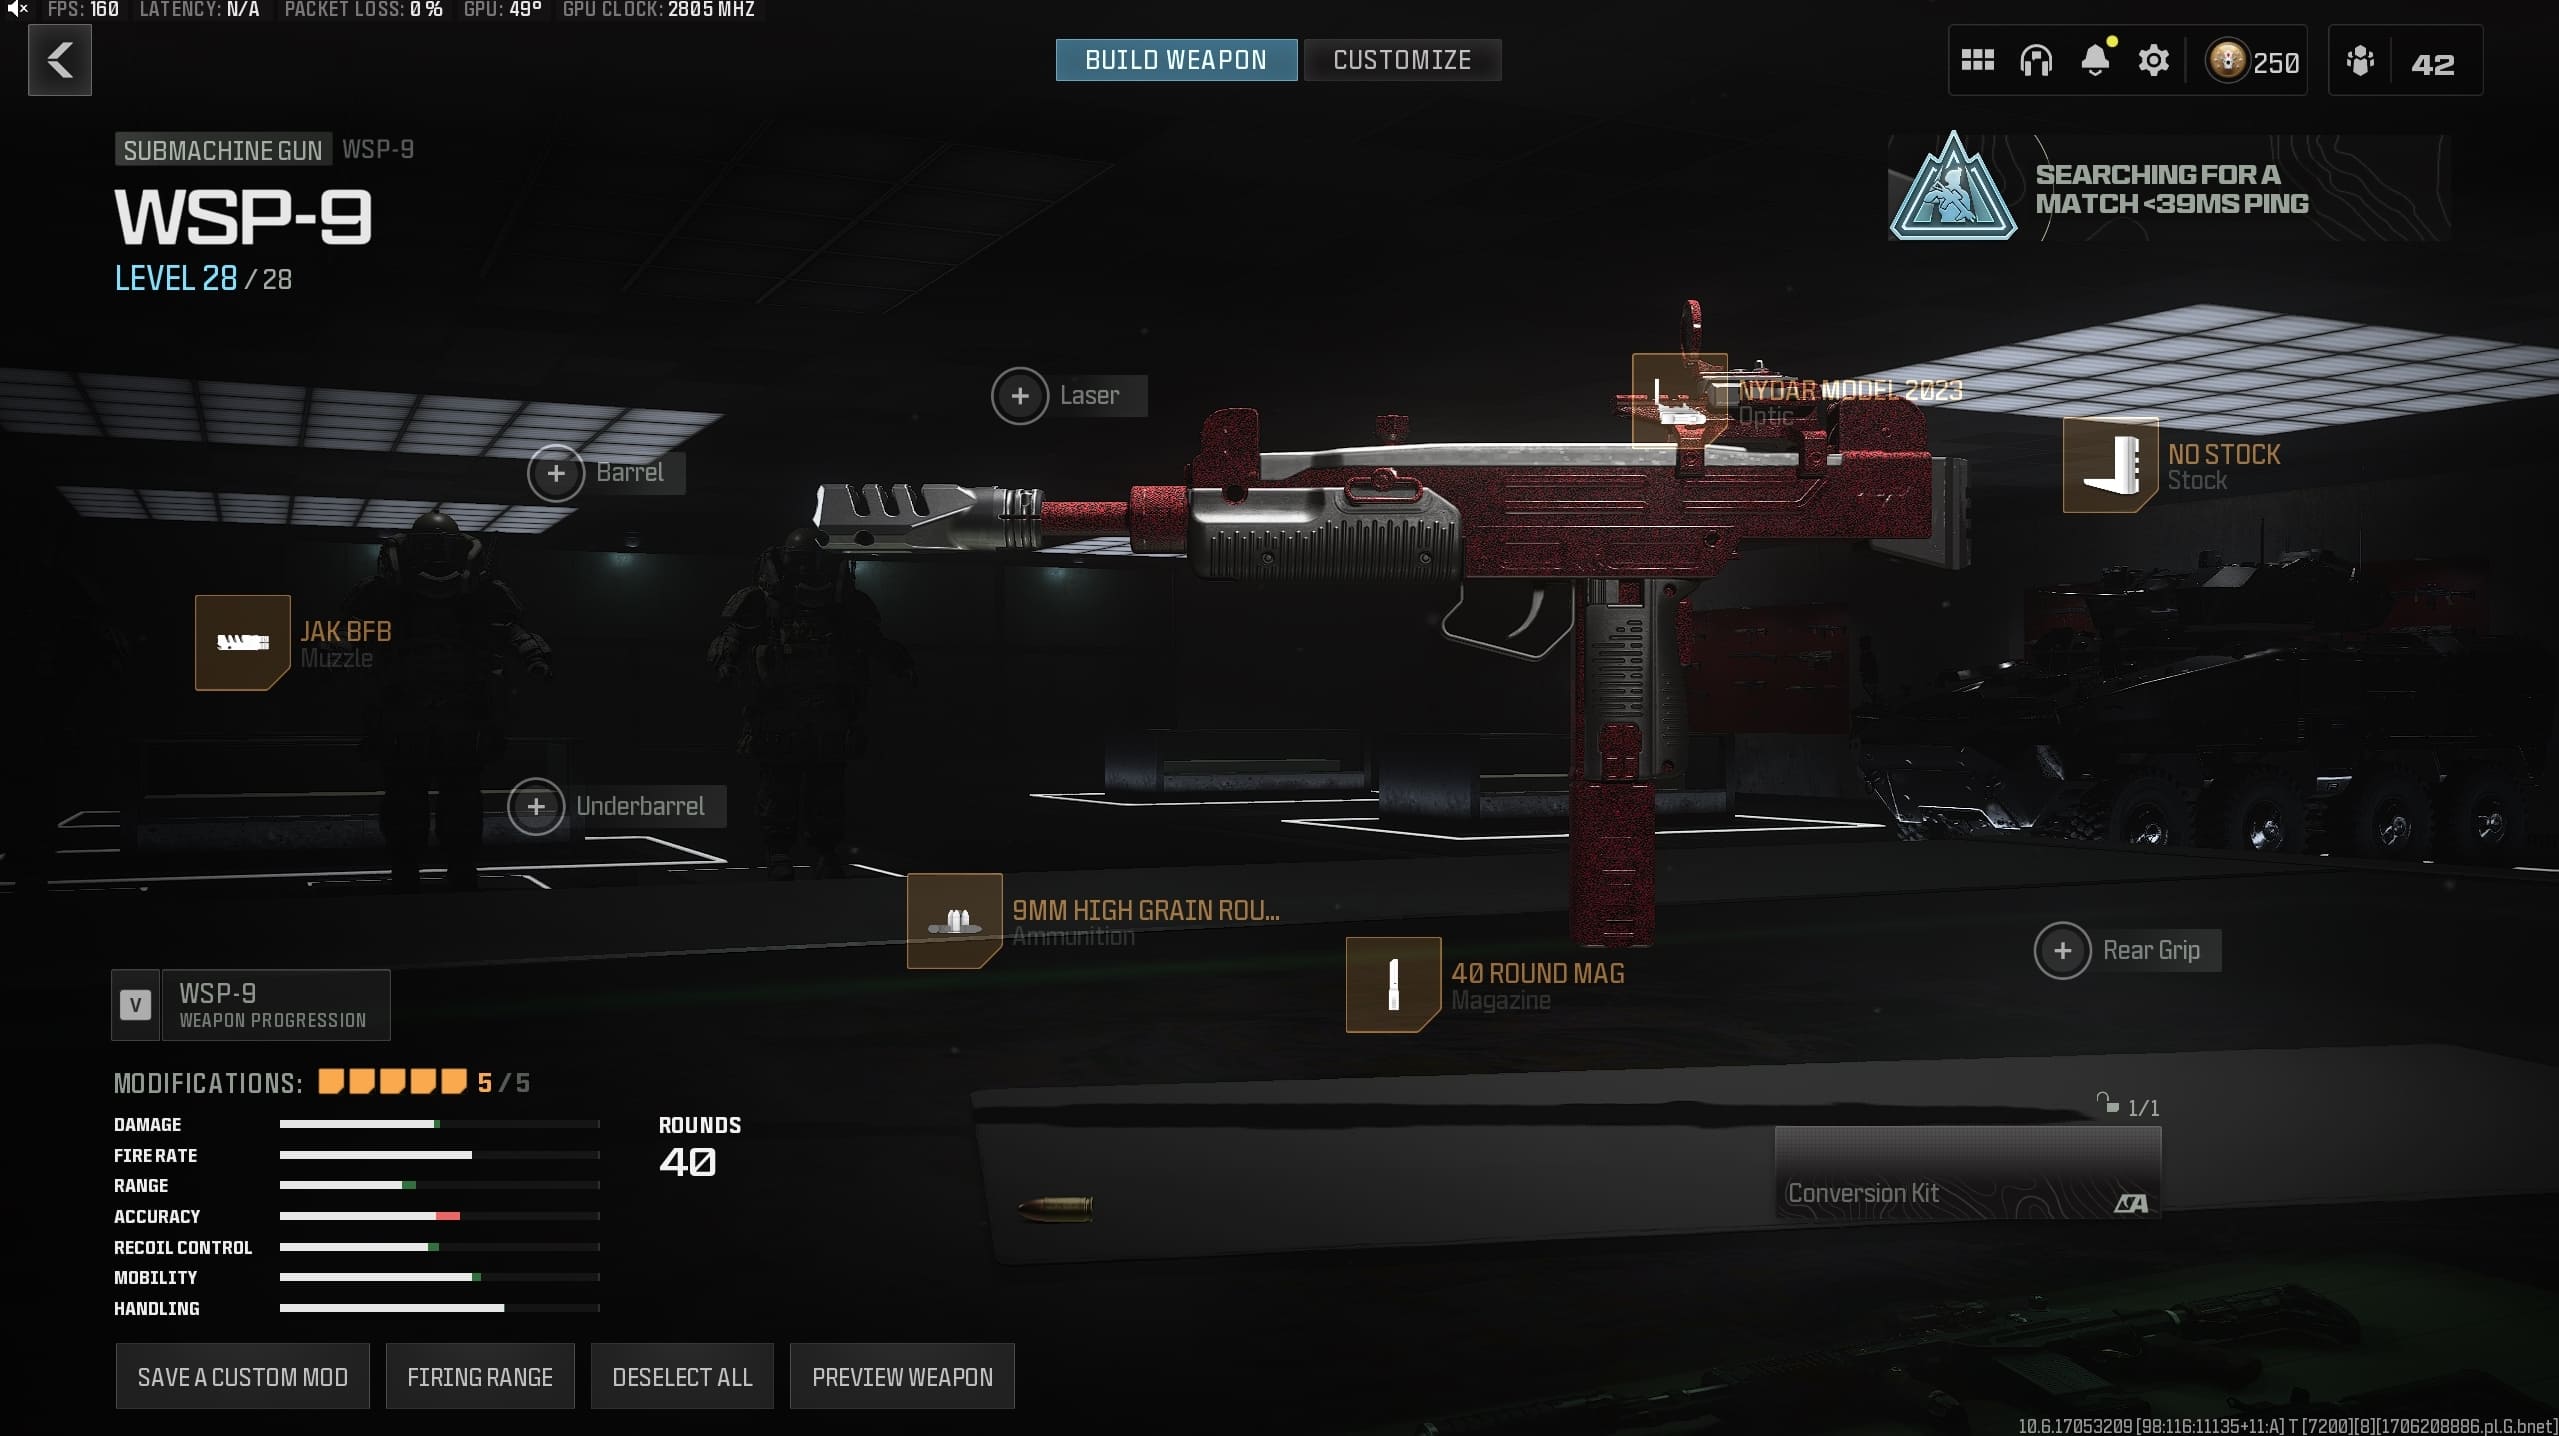 FPS: 160 LATENCY: N/A PACKET LOSS: 0 % GPU: 49º GPU CLOCK: 2805 MHZ
BUILD WEAPON CUSTOMIZE
250
42
SUBMACHINE GUN WSP-9
WSP-9
LEVEL 28 / 28
SEARCHING FOR A
MATCH <39MS PING
Laser
NYDAR MODEL 2023
Optic
Barrel
NO STOCK
Stock
JAK BFB
Muzzle
Underbarrel
9MM HIGH GRAIN ROU...
Ammunition
40 ROUND MAG
Magazine
Rear Grip
V
WSP-9
WEAPON PROGRESSION
MODIFICATIONS: 5 / 5
DAMAGE
FIRE RATE
RANGE
ACCURACY
RECOIL CONTROL
MOBILITY
HANDLING
ROUNDS
40
1/1
Conversion Kit
SAVE A CUSTOM MOD
FIRING RANGE
DESELECT ALL
PREVIEW WEAPON
10.6.17053209 [98:116:11135+11:A] T [7200][8][1706208886.pl.G.bnet]